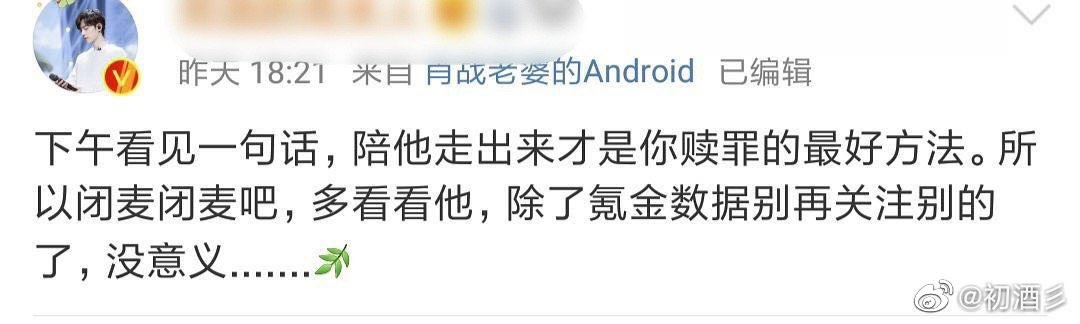 昨天 18:21 来自 肖战老婆的Android 已编辑
下午看见一句话，陪他走出来才是你赎罪的最好方法。所
以闭麦闭麦吧，多看看他，除了氪金数据别再关注别的
了，没意义.......
@初酒彡